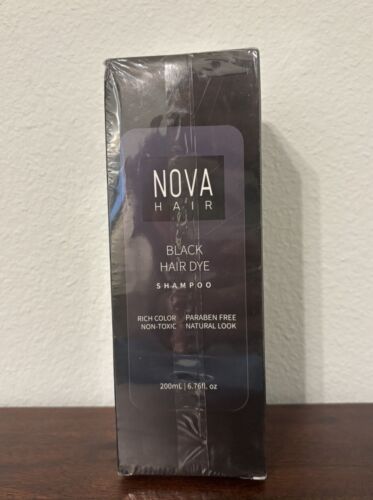 NOVA
HAIR
BLACK
HAIR DYE
SHAMPOO
RICH COLOR PARABEN FREE
NON-TOXIC NATURAL LOOK
200mL | 6.76fl. oz